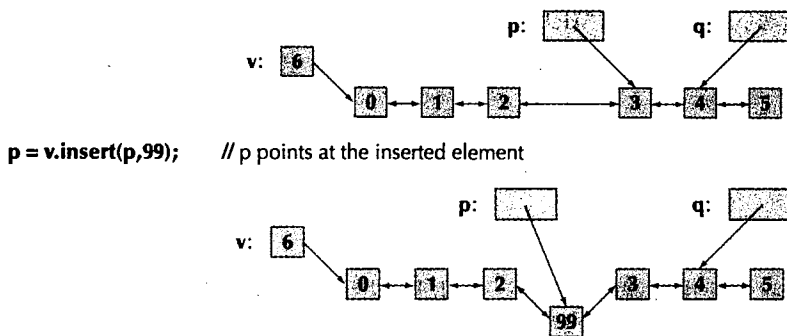 p: q:
v: 6
0 1 2 3 4 5
p = v.insert(p,99); // p points at the inserted element
p: q:
v: 6
0 1 2 3 4 5
99